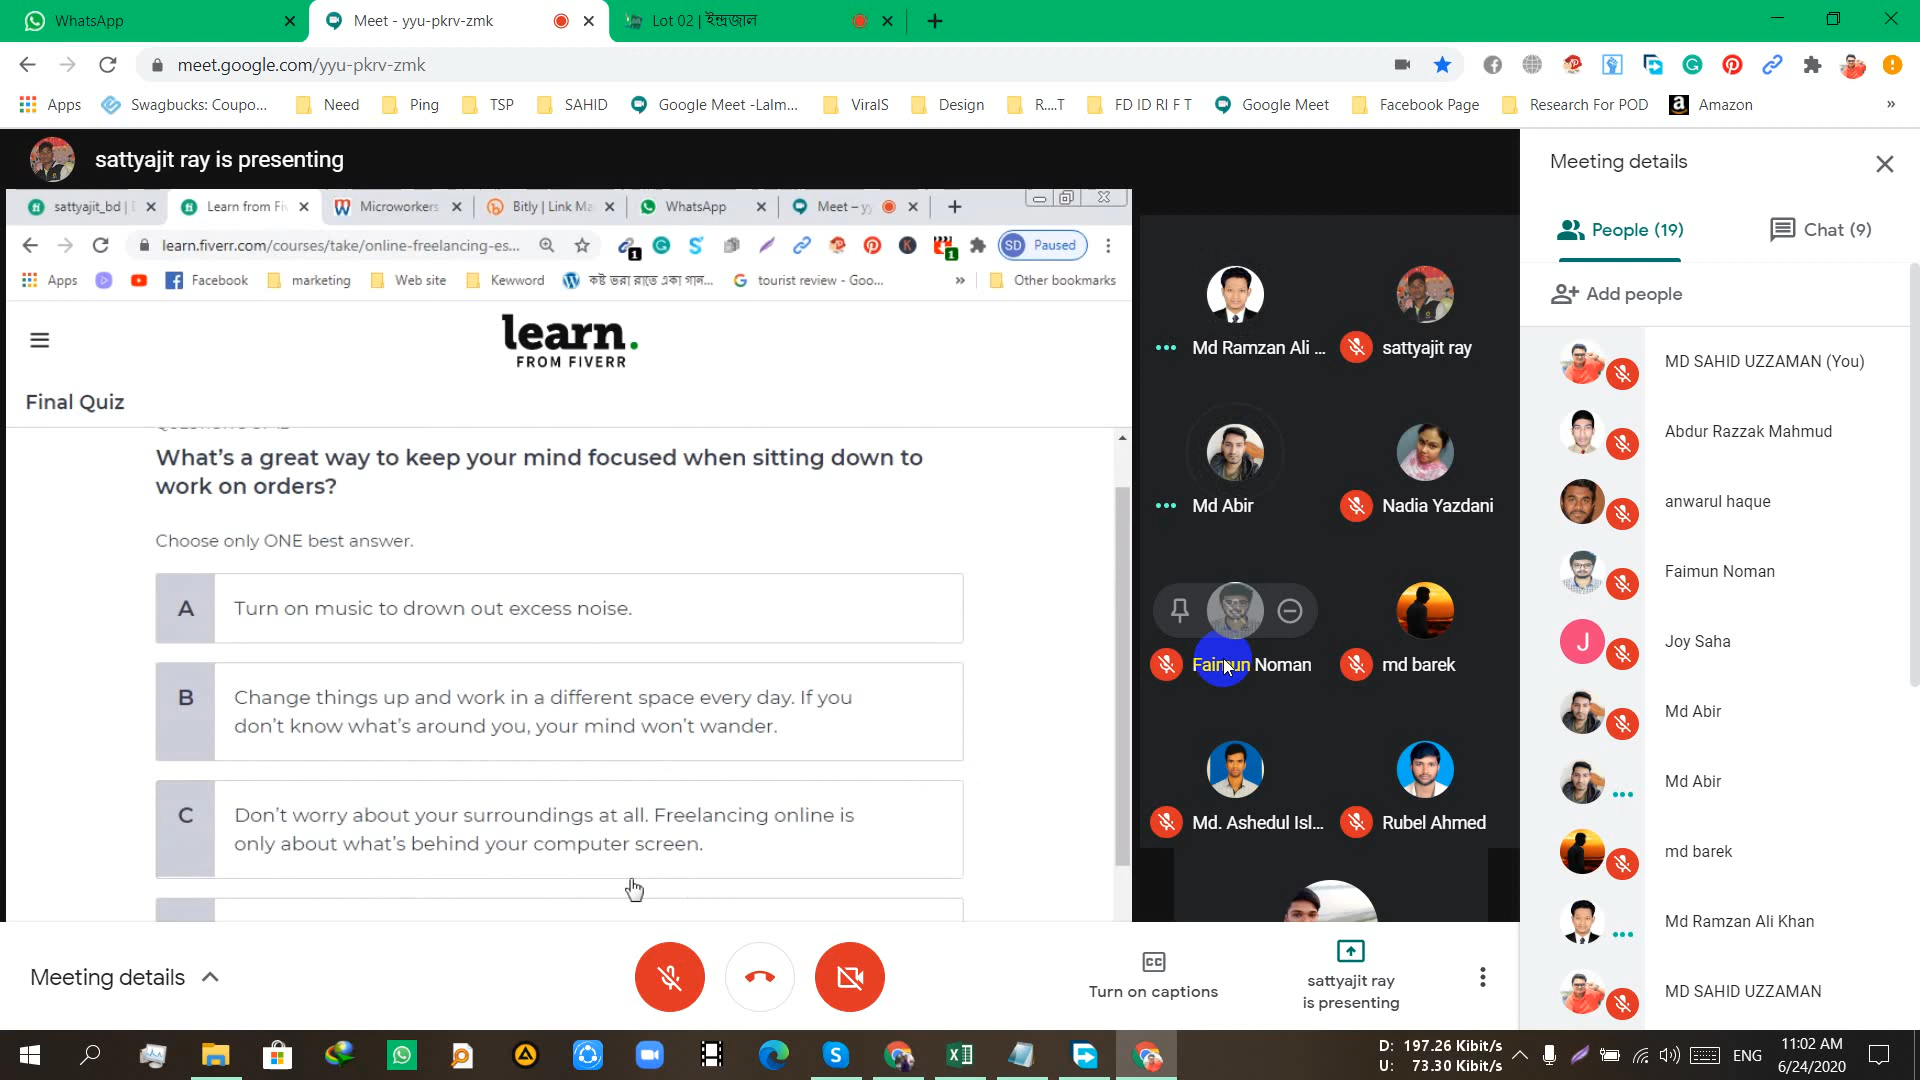 WhatsApp
Meet - yyu-pkrv-zmk
Lot 02 | ইন্দ্রজাল
meet.google.com/yyu-pkrv-zmk
Apps
Swagbucks: Coupo...
Need
Ping
TSP
SAHID
Google Meet -Lalm...
ViralS
Design
R....T
FD ID RI F T
Google Meet
Facebook Page
Research For POD
Amazon
»
sattyajit ray is presenting
sattyajit_bd |
Learn from Fi
Microworkers
Bitly | Link Ma
WhatsApp
Meet – yy
learn.fiverr.com/courses/take/online-freelancing-es...
SD Paused
Apps
Facebook
marketing
Web site
Kewword
কষ্ট ভরা রাতে একা গান...
tourist review - Goo...
»
Other bookmarks
learn.
FROM FIVERR
Final Quiz
What's a great way to keep your mind focused when sitting down to
work on orders?
Choose only ONE best answer.
A Turn on music to drown out excess noise.
B Change things up and work in a different space every day. If you
don't know what's around you, your mind won't wander.
C Don't worry about your surroundings at all. Freelancing online is
only about what's behind your computer screen.
Md Ramzan Ali ...
sattyajit ray
Md Abir
Nadia Yazdani
Faimun Noman
md barek
Md. Ashedul Isl...
Rubel Ahmed
Meeting details
People (19)
Chat (9)
Add people
MD SAHID UZZAMAN (You)
Abdur Razzak Mahmud
anwarul haque
Faimun Noman
J
Joy Saha
Md Abir
Md Abir
md barek
Md Ramzan Ali Khan
MD SAHID UZZAMAN
Meeting details
CC
Turn on captions
sattyajit ray
is presenting
D: 197.26 Kibit/s
U: 73.30 Kibit/s
ENG
11:02 AM
6/24/2020